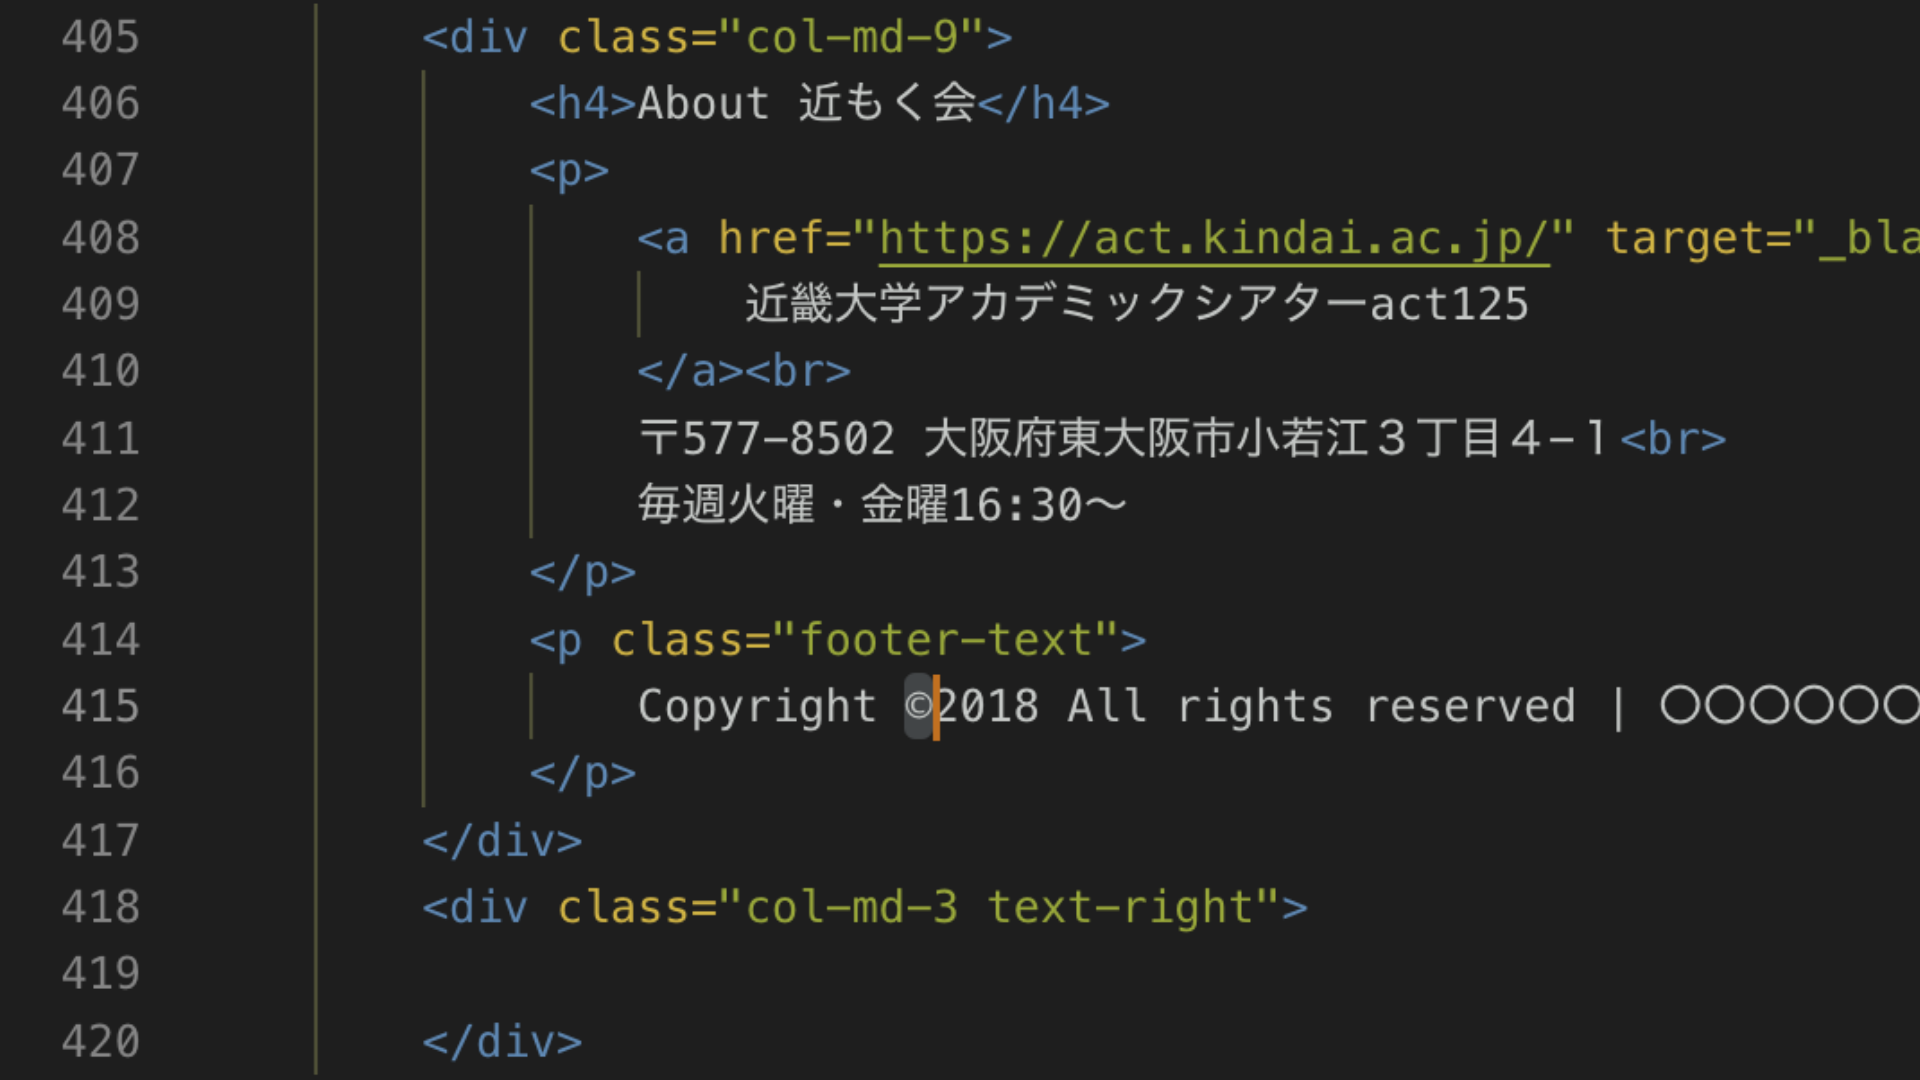 405 <div class="col-md-9">
406 <h4>About 近もく会</h4>
407 <p>
408 <a href="https://act.kindai.ac.jp/" target="_bla
409 近畿大学アカデミックシアターact125
410 </a><br>
411 〒577-8502 大阪府東大阪市小若江３丁目４−１<br>
412 毎週火曜・金曜16:30〜
413 </p>
414 <p class="footer-text">
415 Copyright ©2018 All rights reserved | 〇〇〇〇〇〇
416 </p>
417 </div>
418 <div class="col-md-3 text-right">
419
420 </div>